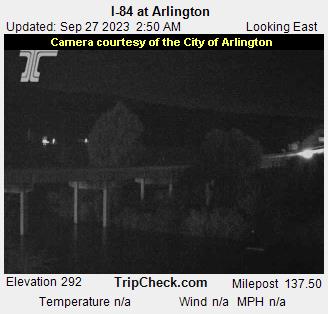 I-84 at Arlington
Updated: Sep 27 2023 2:50 AM Looking East
Camera courtesy of the City of Arlington
Elevation 292 TripCheck.com Milepost 137.50
Temperature n/a Wind n/a MPH n/a